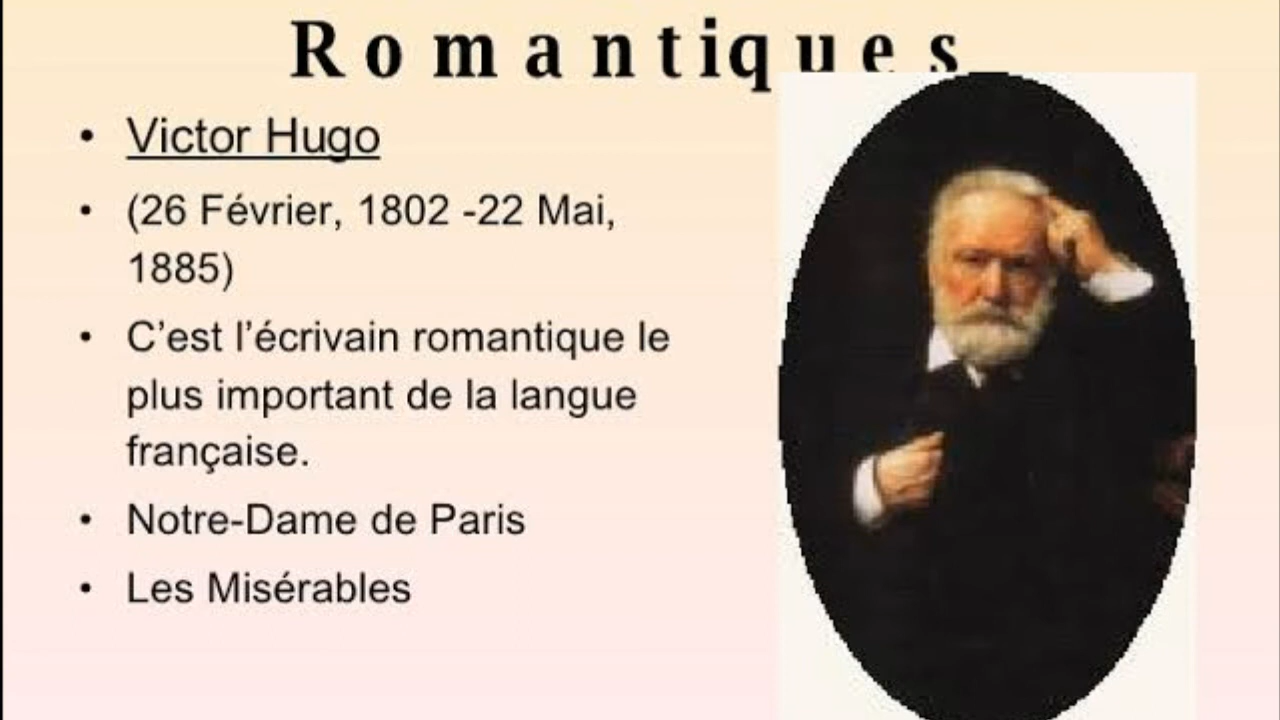 Romantiques
• Victor Hugo
• (26 Février, 1802 -22 Mai,
1885)
• C’est l’écrivain romantique le
plus important de la langue
française.
• Notre-Dame de Paris
• Les Misérables